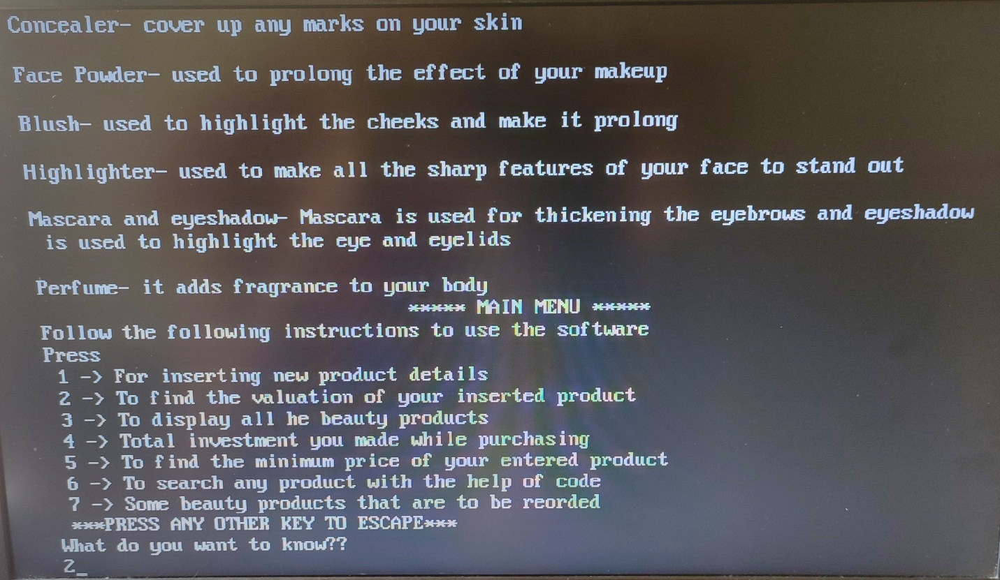 Concealer- cover up any marks on your skin
Face Powder- used to prolong the effect of your makeup
Blush- used to highlight the cheeks and make it prolong
Highlighter- used to make all the sharp features of your face to stand out
Mascara and eyeshadow- Mascara is used for thickening the eyebrows and eyeshadow
is used to highlight the eye and eyelids
Perfume- it adds fragrance to your body
***** MAIN MENU *****
Follow the following instructions to use the software
Press
1 -> For inserting new product details
2 -> To find the valuation of your inserted product
3 -> To display all he beauty products
4 -> Total investment you made while purchasing
5 -> To find the minimum price of your entered product
6 -> To search any product with the help of code
7 -> Some beauty products that are to be reorded
***PRESS ANY OTHER KEY TO ESCAPE***
What do you want to know??
2_